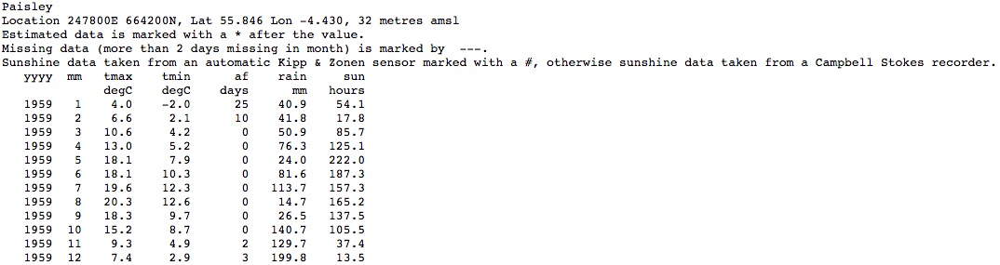 Paisley
Location 247800E 664200N, Lat 55.846 Lon -4.430, 32 metres amsl
Estimated data is marked with a * after the value.
Missing data (more than 2 days missing in month) is marked by  ---.
Sunshine data taken from an automatic Kipp & Zonen sensor marked with a #, otherwise sunshine data taken from a Campbell Stokes recorder.
   yyyy  mm   tmax    tmin      af    rain     sun
              degC    degC    days      mm   hours
   1959   1    4.0    -2.0      25    40.9    54.1
   1959   2    6.6     2.1      10    41.8    17.8
   1959   3   10.6     4.2       0    50.9    85.7
   1959   4   13.0     5.2       0    76.3   125.1
   1959   5   18.1     7.9       0    24.0   222.0
   1959   6   18.1    10.3       0    81.6   187.3
   1959   7   19.6    12.3       0   113.7   157.3
   1959   8   20.3    12.6       0    14.7   165.2
   1959   9   18.3     9.7       0    26.5   137.5
   1959  10   15.2     8.7       0   140.7   105.5
   1959  11    9.3     4.9       2   129.7    37.4
   1959  12    7.4     2.9       3   199.8    13.5